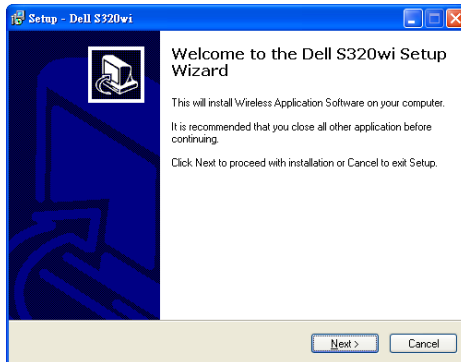 Setup - Dell S320wi
Welcome to the Dell S320wi Setup
Wizard
This will install Wireless Application Software on your computer.
It is recommended that you close all other application before
continuing.
Click Next to proceed with installation or Cancel to exit Setup.
Next >
Cancel